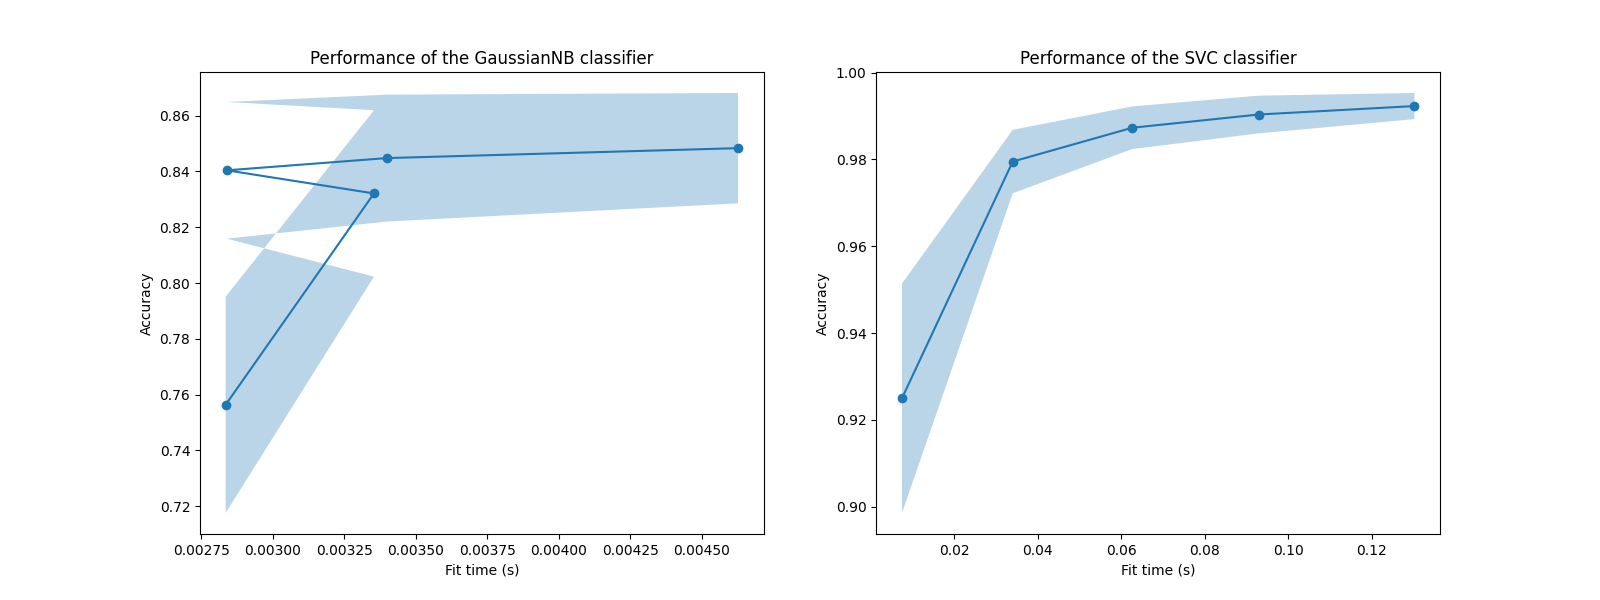 Performance of the GaussianNB classifier
Accuracy
0.86
0.84
0.82
0.80
0.78
0.76
0.74
0.72
0.00275 0.00300 0.00325 0.00350 0.00375 0.00400 0.00425 0.00450
Fit time (s)
Performance of the SVC classifier
Accuracy
1.00
0.98
0.96
0.94
0.92
0.90
0.02 0.04 0.06 0.08 0.10 0.12
Fit time (s)